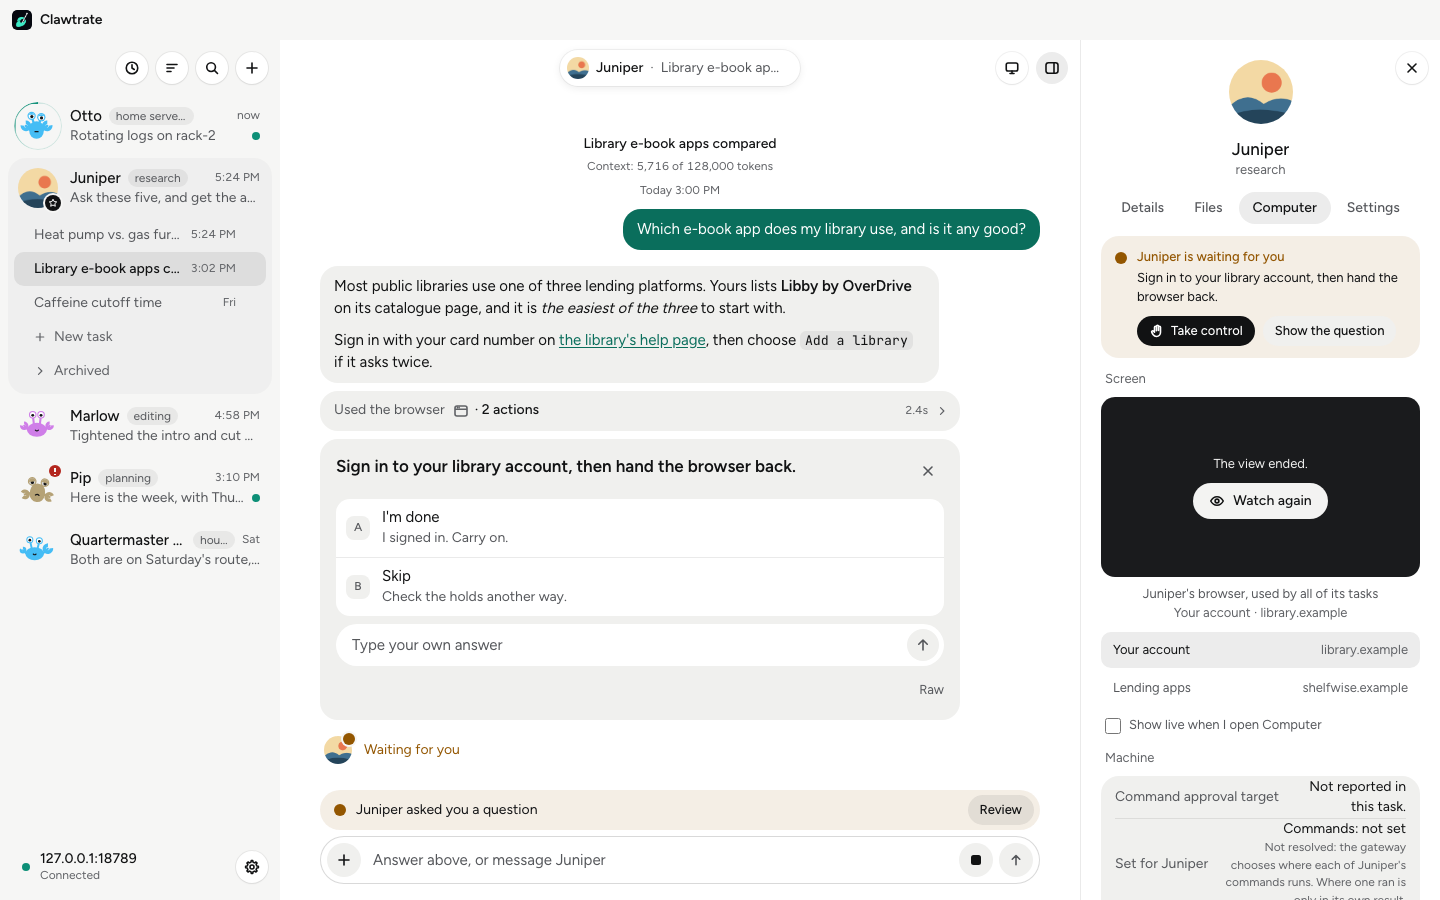 Clawtrate
Otto
home serve...
now
Rotating logs on rack-2
Juniper
research
5:24 PM
Ask these five, and get the a...
Heat pump vs. gas fur...
5:24 PM
Library e-book apps c...
3:02 PM
Caffeine cutoff time
Fri
New task
Archived
Marlow
editing
4:58 PM
Tightened the intro and cut ...
Pip
planning
3:10 PM
Here is the week, with Thu...
Quartermaster ...
hou...
Sat
Both are on Saturday's route,...
127.0.0.1:18789
Connected
Juniper · Library e-book ap...
Library e-book apps compared
Context: 5,716 of 128,000 tokens
Today 3:00 PM
Which e-book app does my library use, and is it any good?
Most public libraries use one of three lending platforms. Yours lists Libby by OverDrive
on its catalogue page, and it is the easiest of the three to start with.
Sign in with your card number on the library's help page, then choose Add a library
if it asks twice.
Used the browser · 2 actions
2.4s
Sign in to your library account, then hand the browser back.
A
I'm done
I signed in. Carry on.
B
Skip
Check the holds another way.
Type your own answer
Raw
Waiting for you
Juniper asked you a question
Review
Answer above, or message Juniper
Juniper
research
Details
Files
Computer
Settings
Juniper is waiting for you
Sign in to your library account, then hand the
browser back.
Take control
Show the question
Screen
The view ended.
Watch again
Juniper's browser, used by all of its tasks
Your account · library.example
Your account
library.example
Lending apps
shelfwise.example
Show live when I open Computer
Machine
Command approval target
Not reported in
this task.
Set for Juniper
Commands: not set
Not resolved: the gateway
chooses where each of Juniper's
commands runs. Where one ran is
only in its own result.